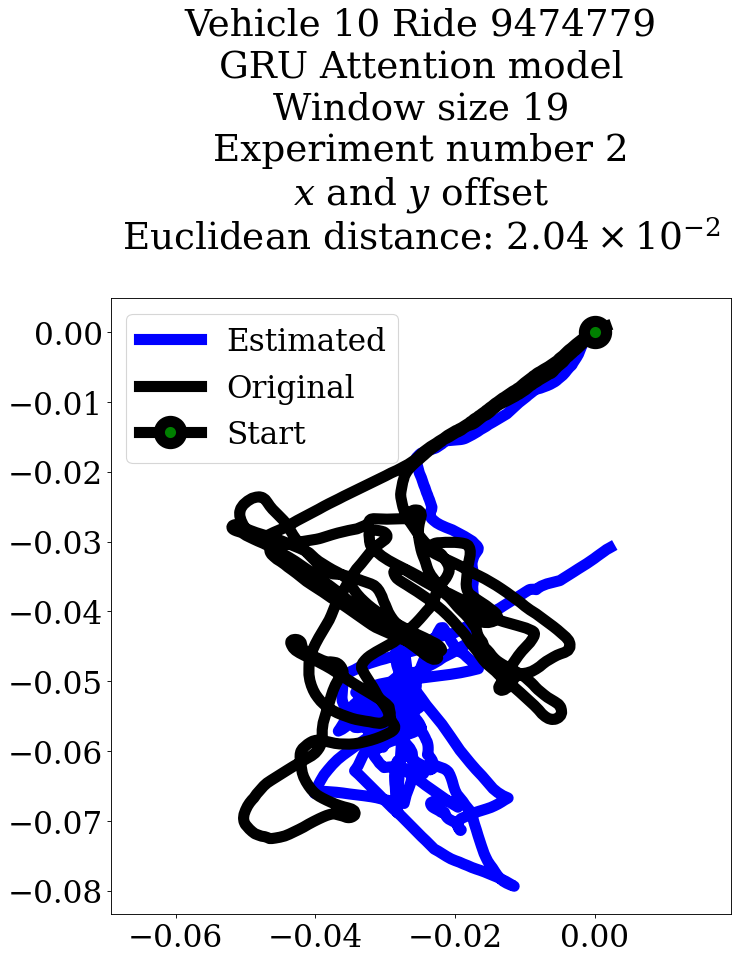 Vehicle 10 Ride 9474779
GRU Attention model
Window size 19
Experiment number 2
x and y offset
Euclidean distance: 2.04 × 10⁻²
Estimated
Original
Start
0.00
−0.01
−0.02
−0.03
−0.04
−0.05
−0.06
−0.07
−0.08
−0.06 −0.04 −0.02 0.00